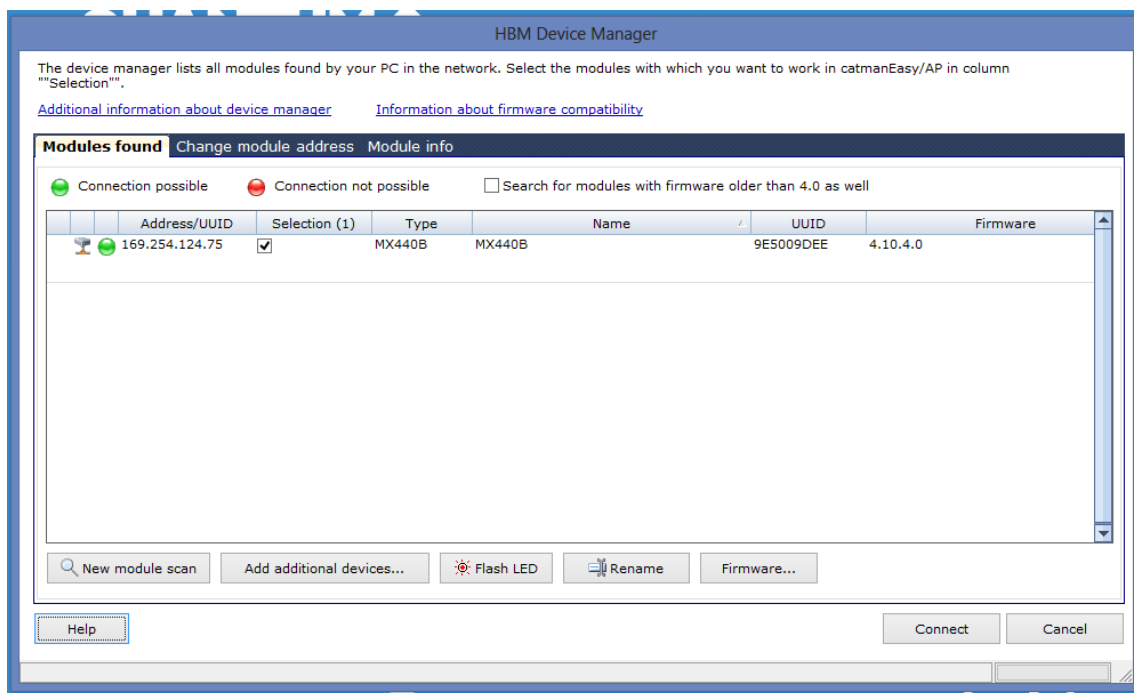 HBM Device Manager
The device manager lists all modules found by your PC in the network. Select the modules with which you want to work in catmanEasy/AP in column
""Selection"".
Additional information about device manager Information about firmware compatibility
Modules found Change module address Module info
Connection possible Connection not possible Search for modules with firmware older than 4.0 as well
Address/UUID Selection (1) Type Name UUID Firmware
169.254.124.75 MX440B MX440B 9E5009DEE 4.10.4.0
New module scan Add additional devices... Flash LED Rename Firmware...
Help Connect Cancel